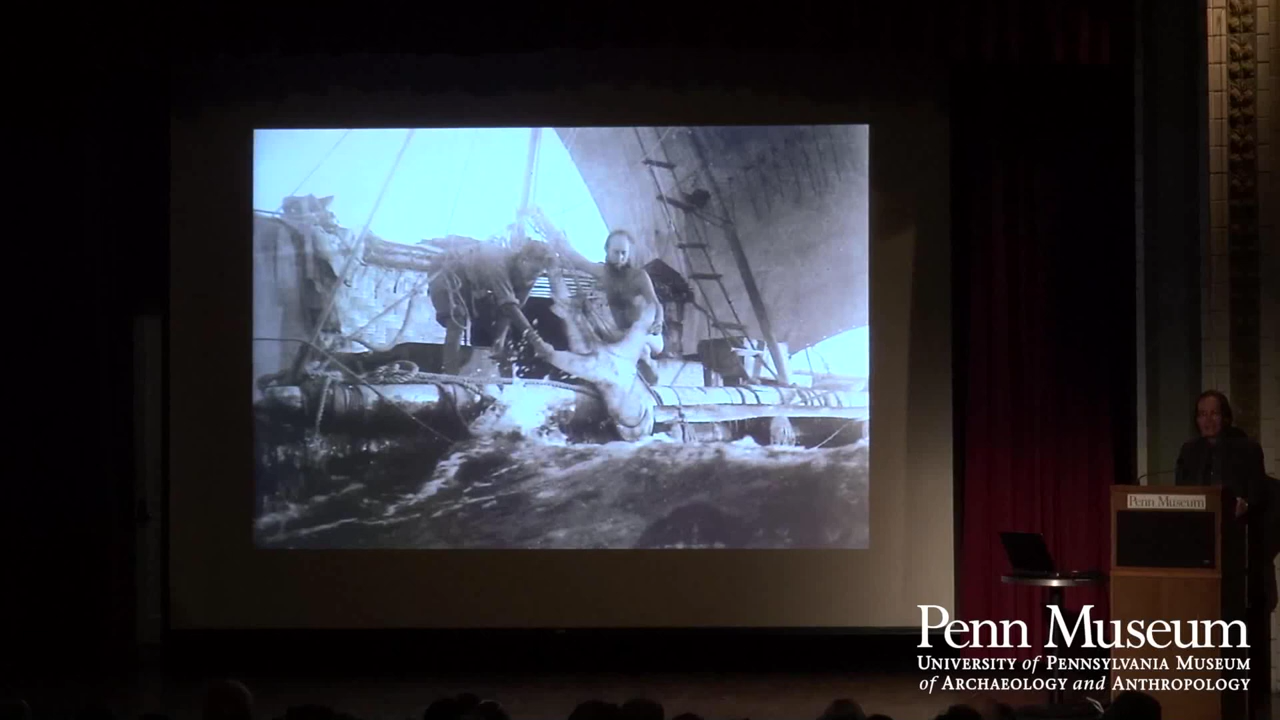 Penn Museum
Penn Museum
University of Pennsylvania Museum
of Archaeology and Anthropology